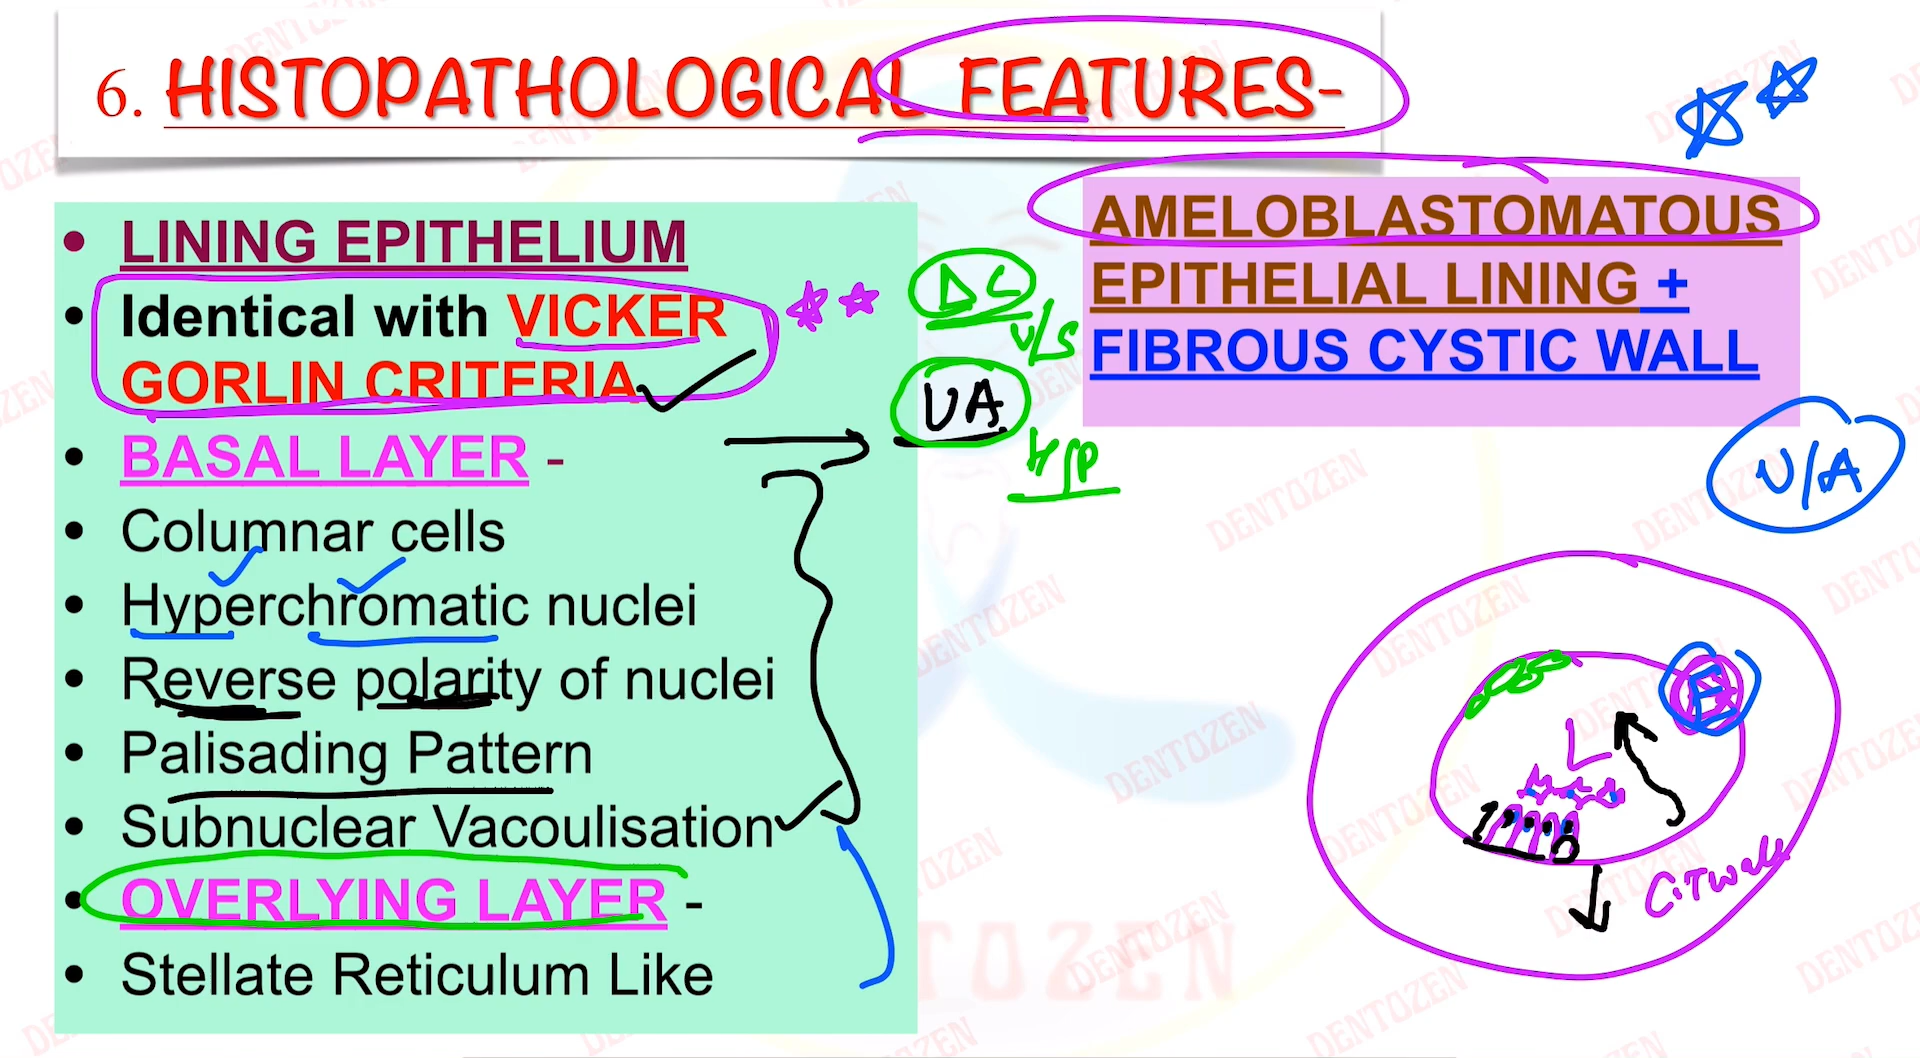 6. HISTOPATHOLOGICAL FEATURES-
• LINING EPITHELIUM
• Identical with VICKER
GORLIN CRITERIA
• BASAL LAYER -
• Columnar cells
• Hyperchromatic nuclei
• Reverse polarity of nuclei
• Palisading Pattern
• Subnuclear Vacoulisation
• OVERLYING LAYER -
• Stellate Reticulum Like
DC
U/S
UA
H/P
AMELOBLASTOMATOUS
EPITHELIAL LINING +
FIBROUS CYSTIC WALL
U/A
E
L
C.T wall
DENTOZEN